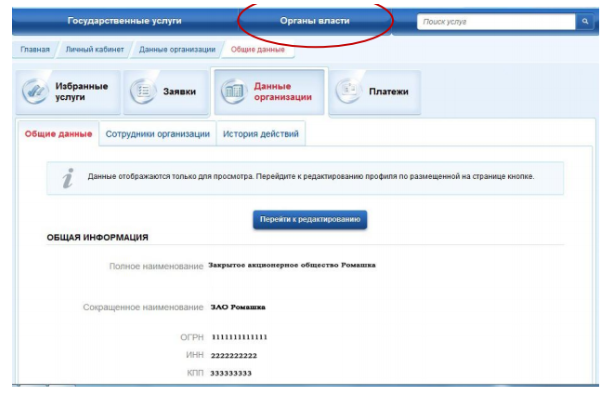 Государственные услуги Органы власти Поиск услуг
Главная Личный кабинет Данные организации Общие данные
Избранные услуги Заявки Данные организации Платежи
Общие данные Сотрудники организации История действий
Данные отображаются только для просмотра. Перейдите к редактированию профиля по размещенной на странице кнопке.
Перейти к редактированию
ОБЩАЯ ИНФОРМАЦИЯ
Полное наименование Закрытое акционерное общество Ромашка
Сокращенное наименование ЗАО Ромашка
ОГРН 1111111111111
ИНН 2222222222
КПП 333333333